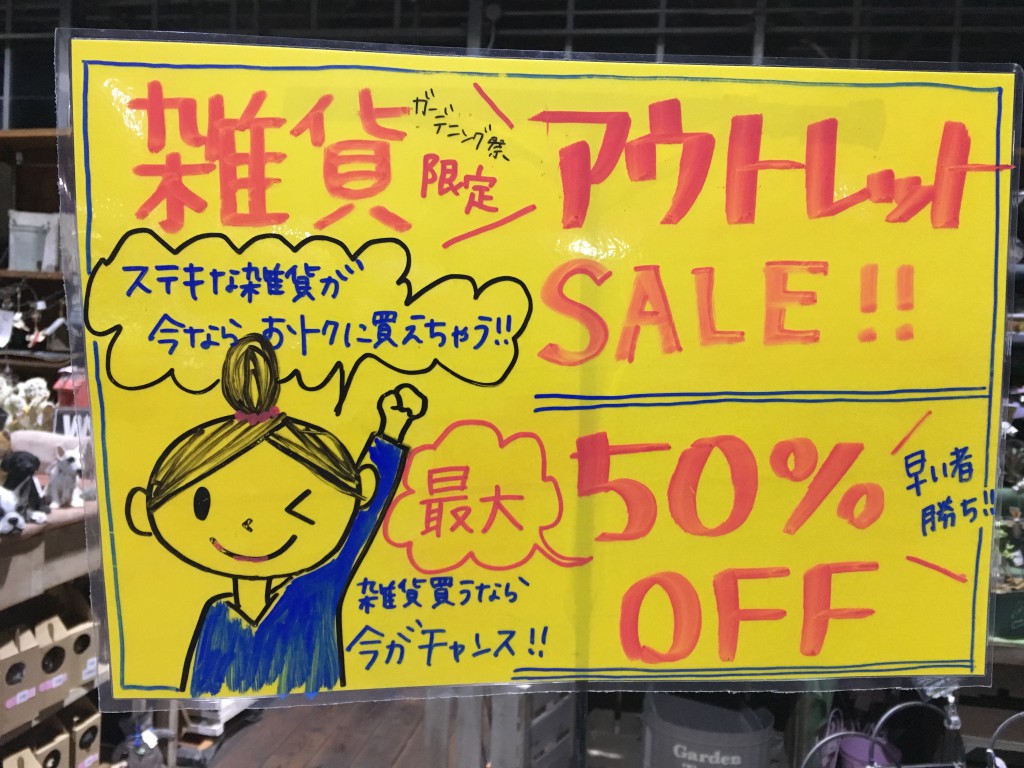 雑貨
ガーデニング祭
限定
アウトレット
SALE!!
ステキな雑貨が
今なら おトクに買えちゃう!!
最大
50%
OFF
早い者
勝ち!!
雑貨買うなら
今がチャンス!!
Garden